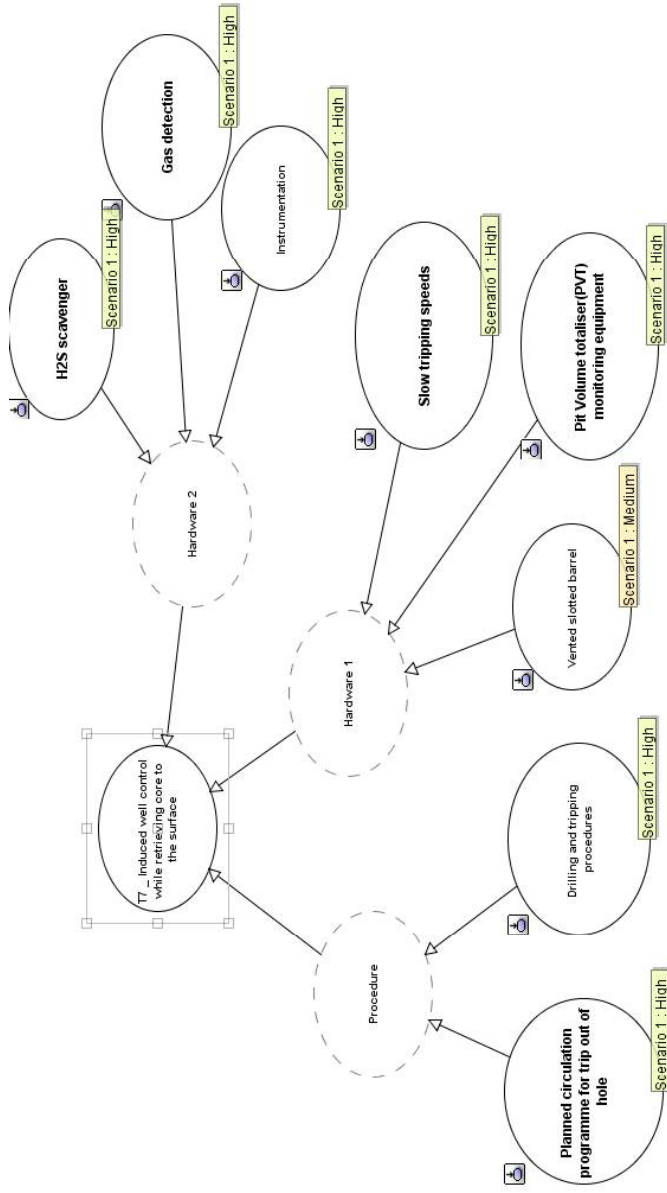 T7 _ Induced well control
while retrieving core to
the surface
Procedure
Hardware 1
Hardware 2
Planned circulation
programme for trip out of
hole
Scenario 1 : High
Drilling and tripping
procedures
Scenario 1 : High
Vented slotted barrel
Scenario 1 : Medium
Pit Volume totaliser(PVT)
monitoring equipment
Scenario 1 : High
Slow tripping speeds
Scenario 1 : High
Instrumentation
Scenario 1 : High
Gas detection
Scenario 1 : High
H2S scavenger
Scenario 1 : High